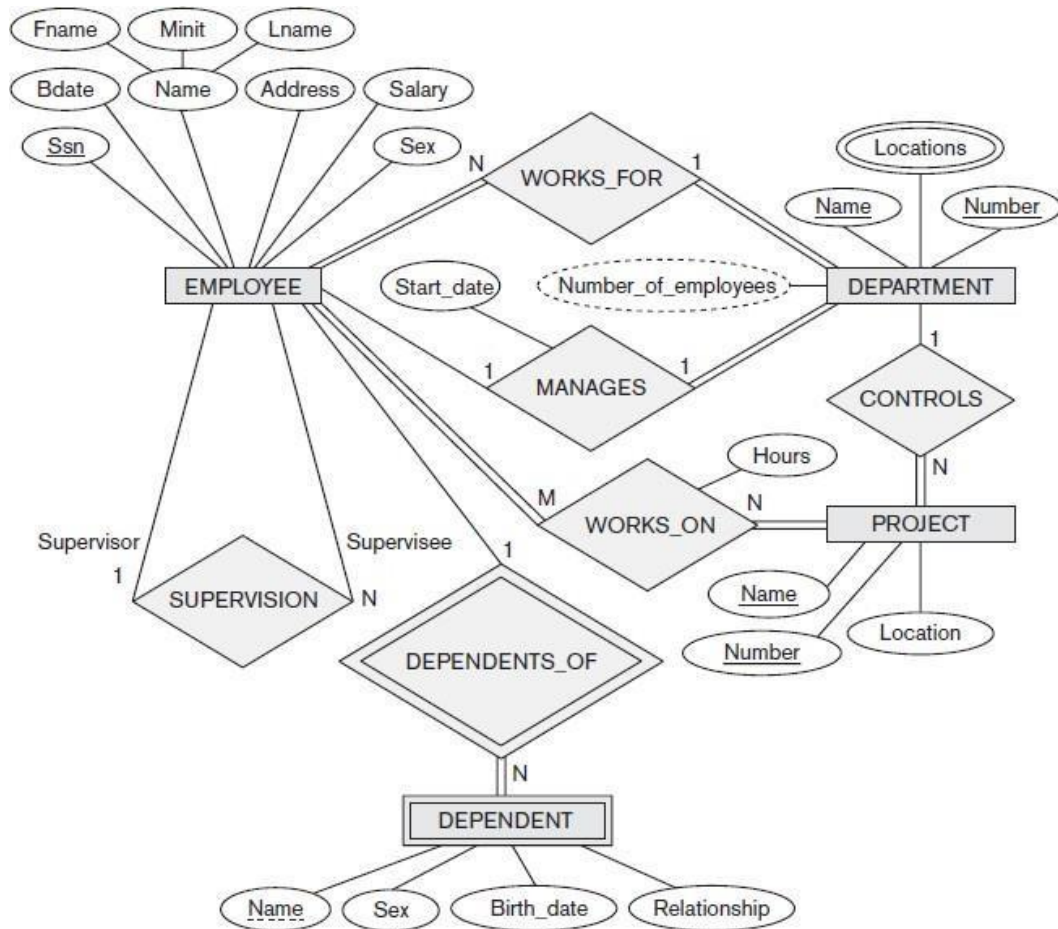 Fname
Minit
Lname
Bdate
Name
Address
Salary
Ssn
Sex
N
WORKS_FOR
1
Locations
Name
Number
EMPLOYEE
Start_date
Number_of_employees
DEPARTMENT
1
MANAGES
1
1
CONTROLS
N
Hours
M
WORKS_ON
N
PROJECT
Supervisor
Supervisee
1
SUPERVISION
N
1
Name
Number
Location
DEPENDENTS_OF
N
DEPENDENT
Name
Sex
Birth_date
Relationship